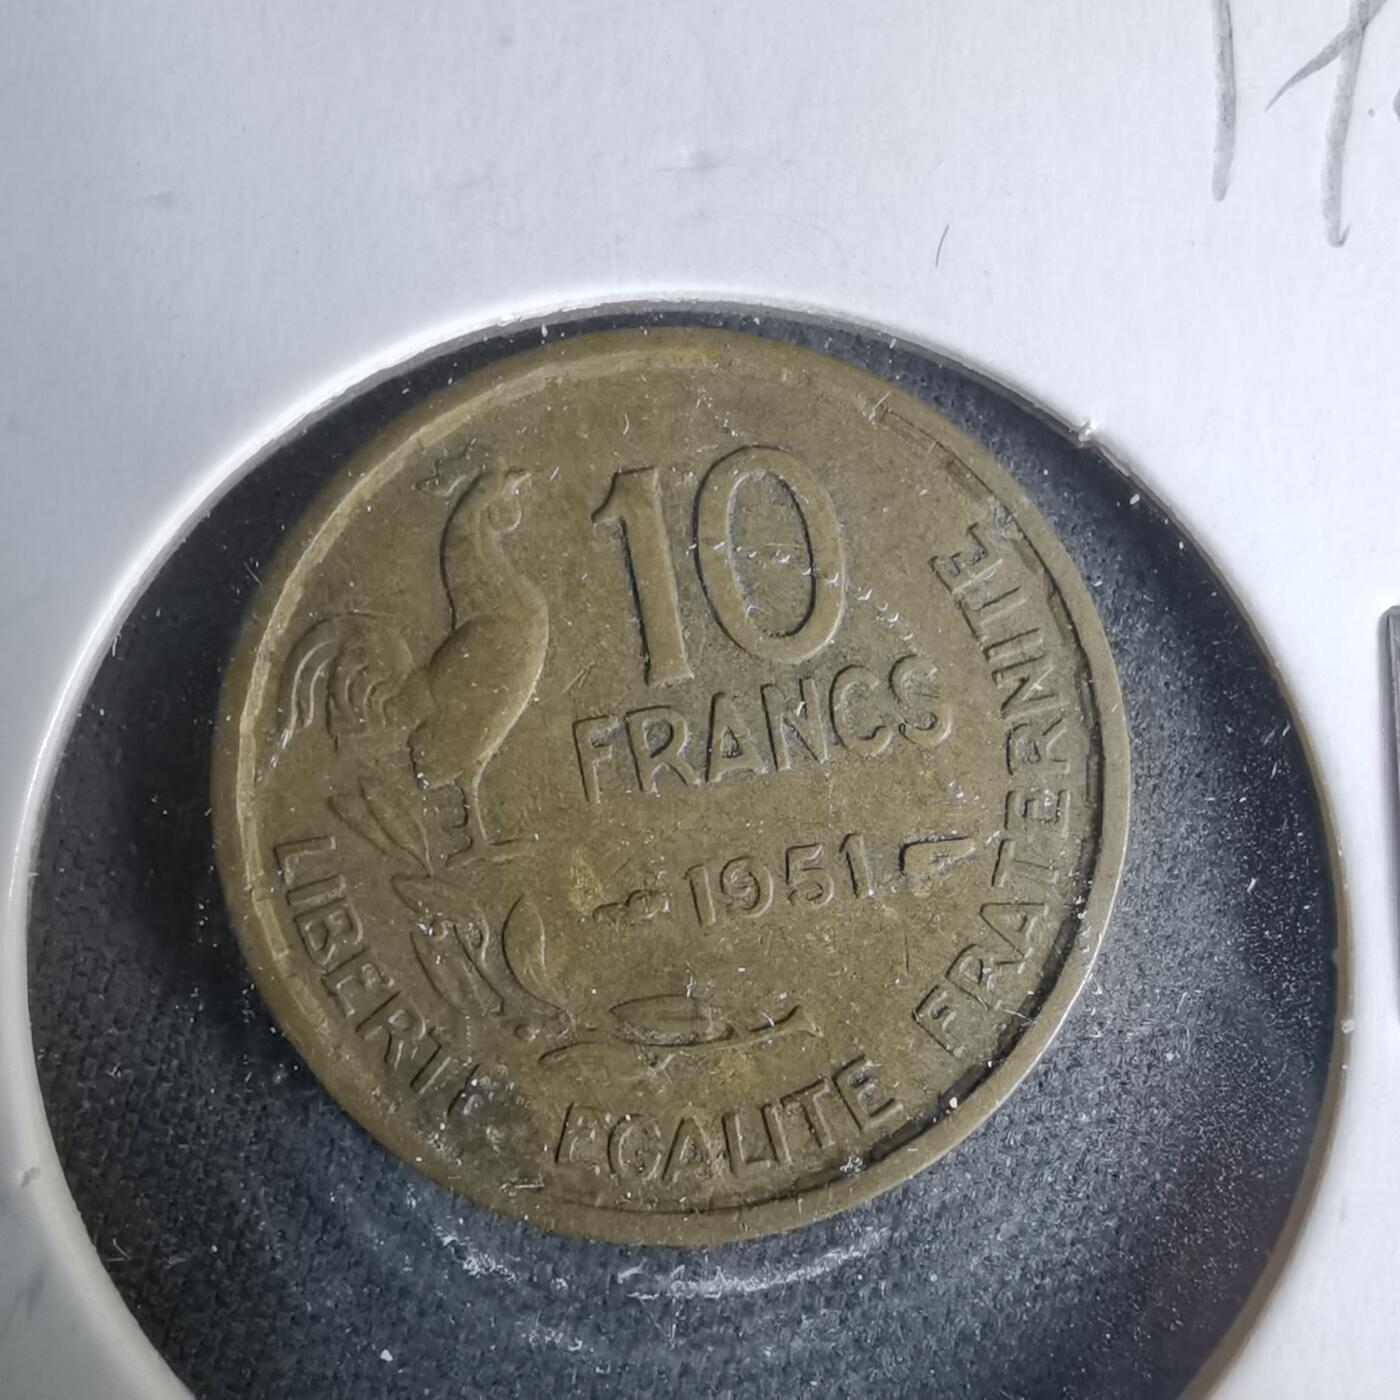 10
FRANCS
1951
LIBERTE EGALITE FRATERNITE